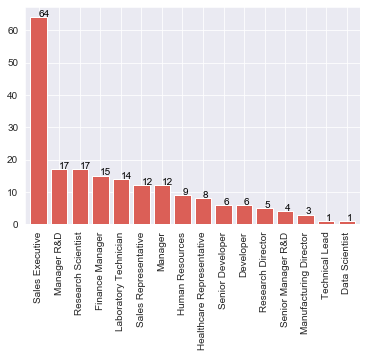 64
60
50
40
30
20
10
0
17
17
15
14
12
12
9
8
6
6
5
4
3
1
1
Sales Executive
Manager R&D
Research Scientist
Finance Manager
Laboratory Technician
Sales Representative
Manager
Human Resources
Healthcare Representative
Senior Developer
Developer
Research Director
Senior Manager R&D
Manufacturing Director
Technical Lead
Data Scientist